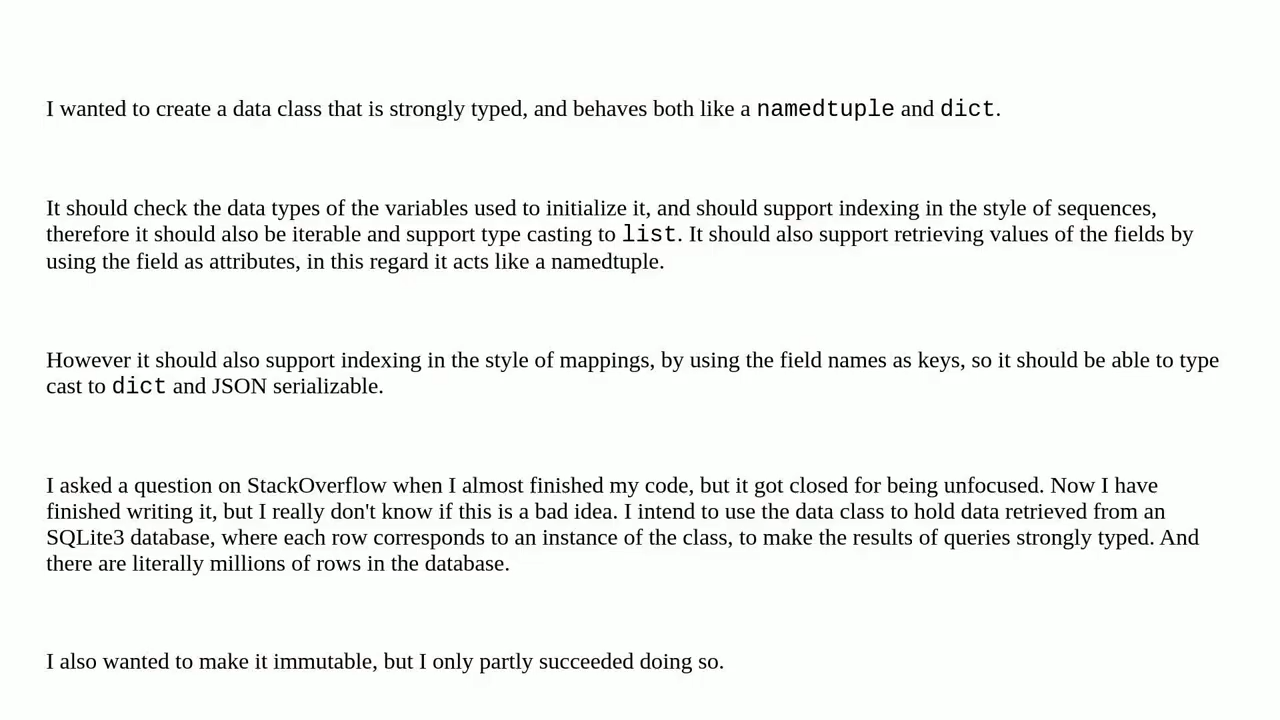 I wanted to create a data class that is strongly typed, and behaves both like a namedtuple and dict.
It should check the data types of the variables used to initialize it, and should support indexing in the style of sequences,
therefore it should also be iterable and support type casting to list. It should also support retrieving values of the fields by
using the field as attributes, in this regard it acts like a namedtuple.
However it should also support indexing in the style of mappings, by using the field names as keys, so it should be able to type
cast to dict and JSON serializable.
I asked a question on StackOverflow when I almost finished my code, but it got closed for being unfocused. Now I have
finished writing it, but I really don't know if this is a bad idea. I intend to use the data class to hold data retrieved from an
SQLite3 database, where each row corresponds to an instance of the class, to make the results of queries strongly typed. And
there are literally millions of rows in the database.
I also wanted to make it immutable, but I only partly succeeded doing so.